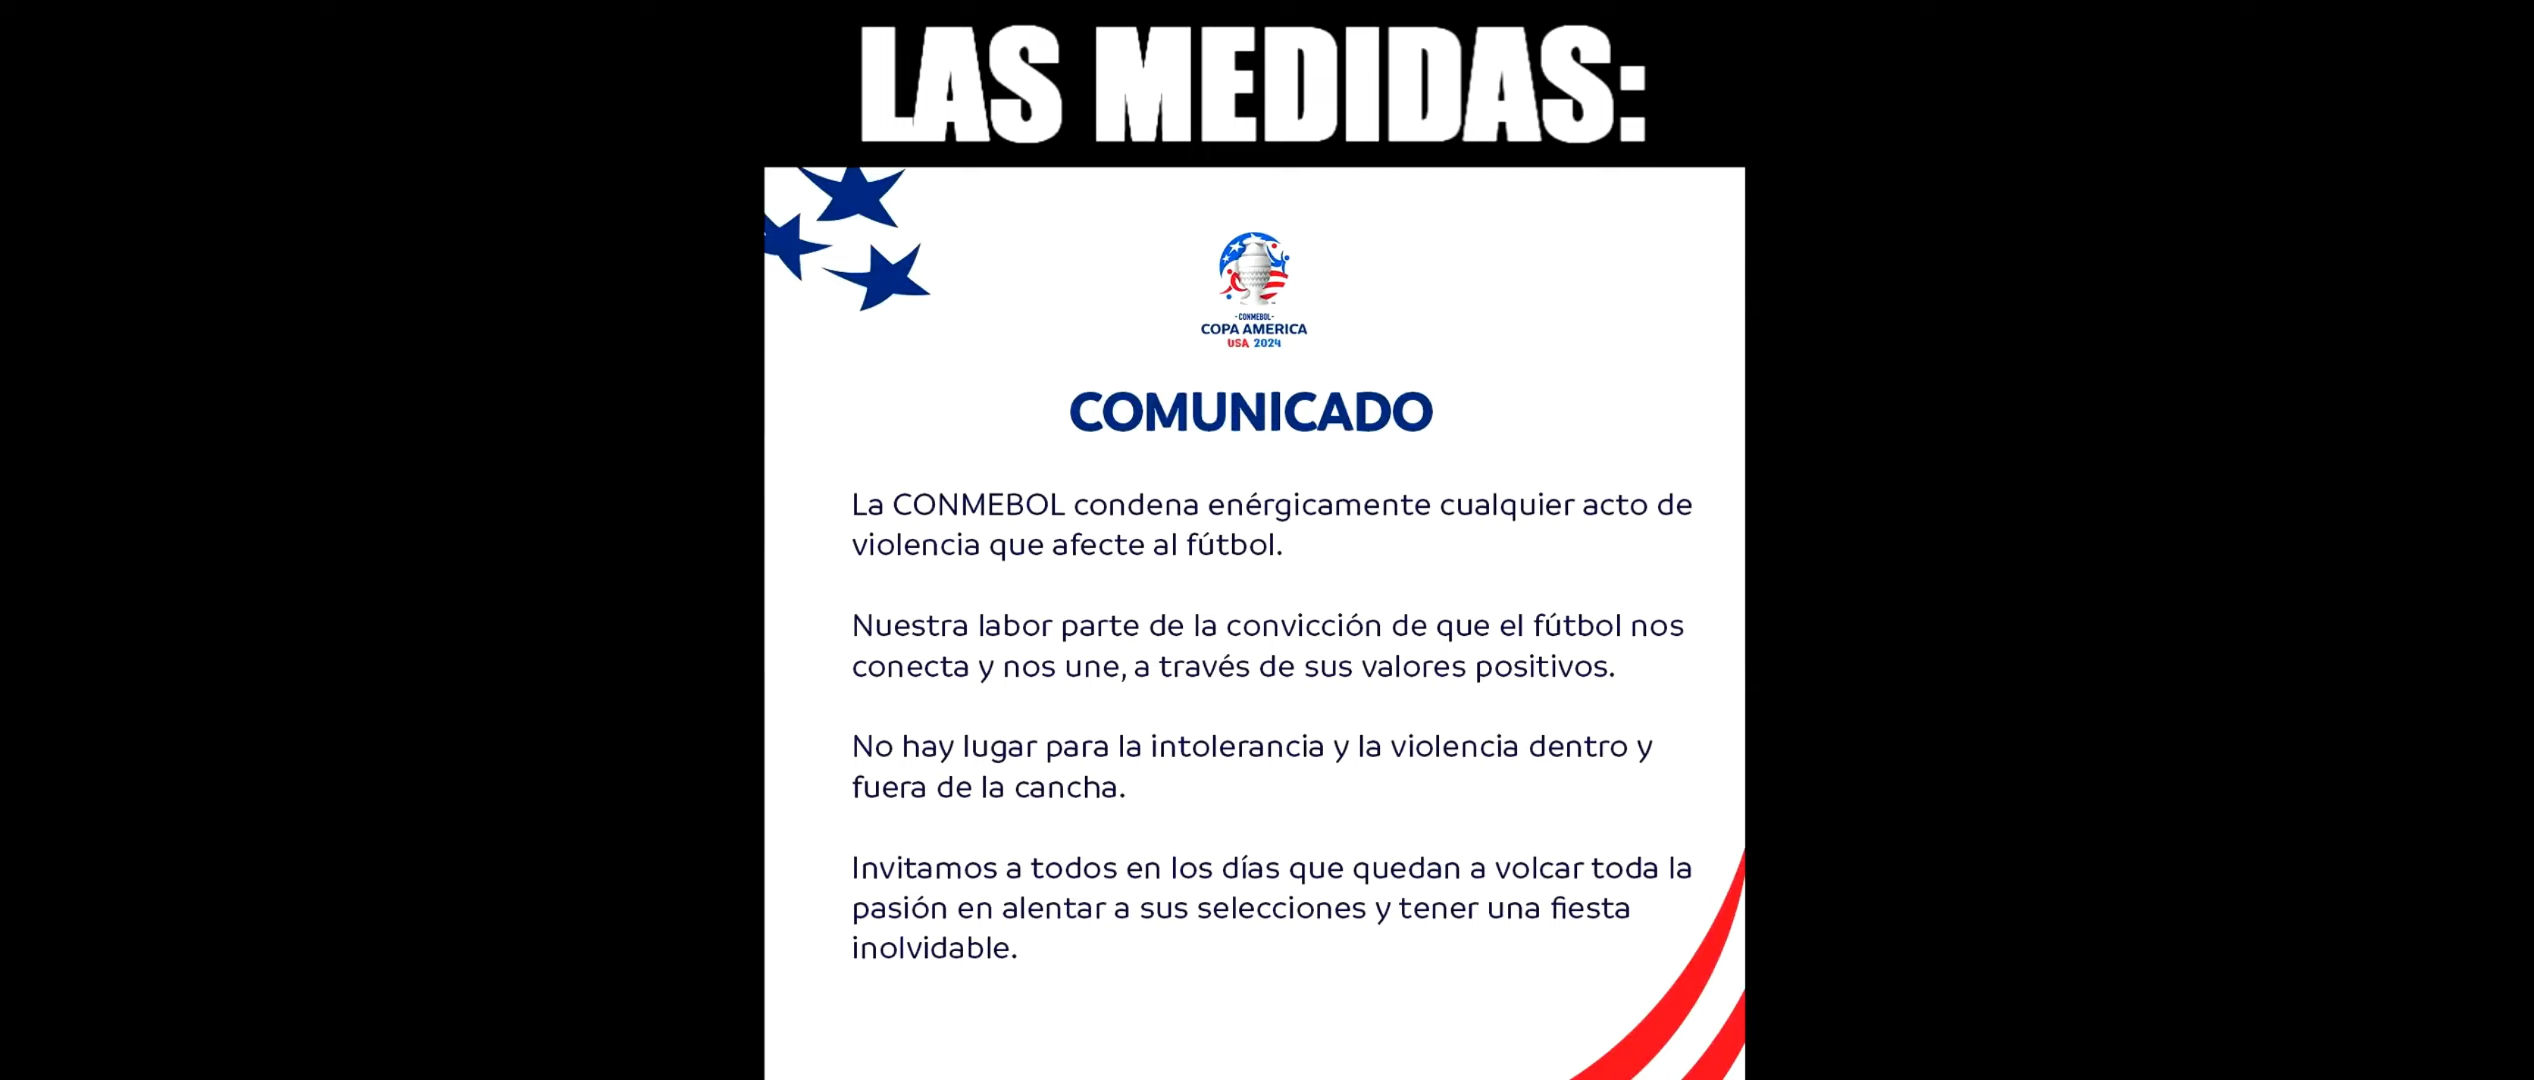 LAS MEDIDAS:
-CONMEBOL-
COPA AMERICA
USA 2024
COMUNICADO
La CONMEBOL condena enérgicamente cualquier acto de
violencia que afecte al fútbol.
Nuestra labor parte de la convicción de que el fútbol nos
conecta y nos une, a través de sus valores positivos.
No hay lugar para la intolerancia y la violencia dentro y
fuera de la cancha.
Invitamos a todos en los días que quedan a volcar toda la
pasión en alentar a sus selecciones y tener una fiesta
inolvidable.